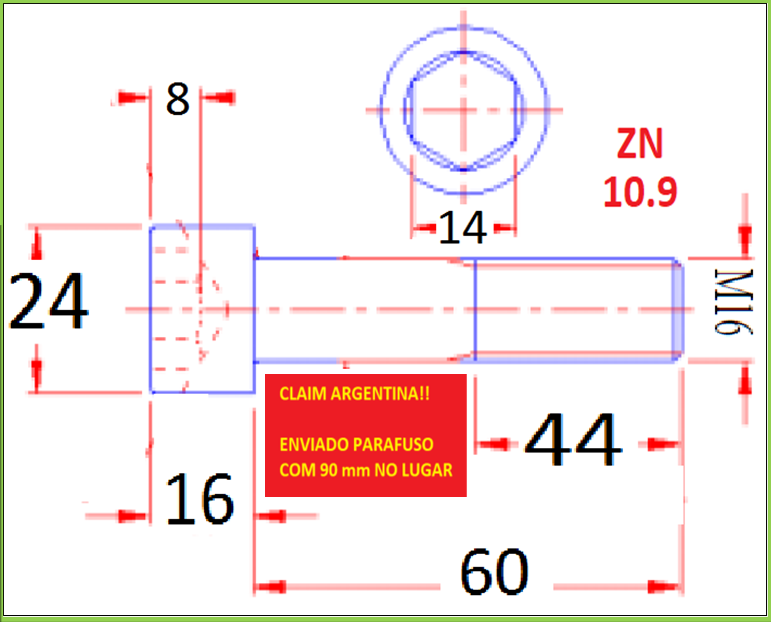 8
ZN
10.9
14
24
M16
CLAIM ARGENTINA!!
ENVIADO PARAFUSO
COM 90 mm NO LUGAR
44
16
60